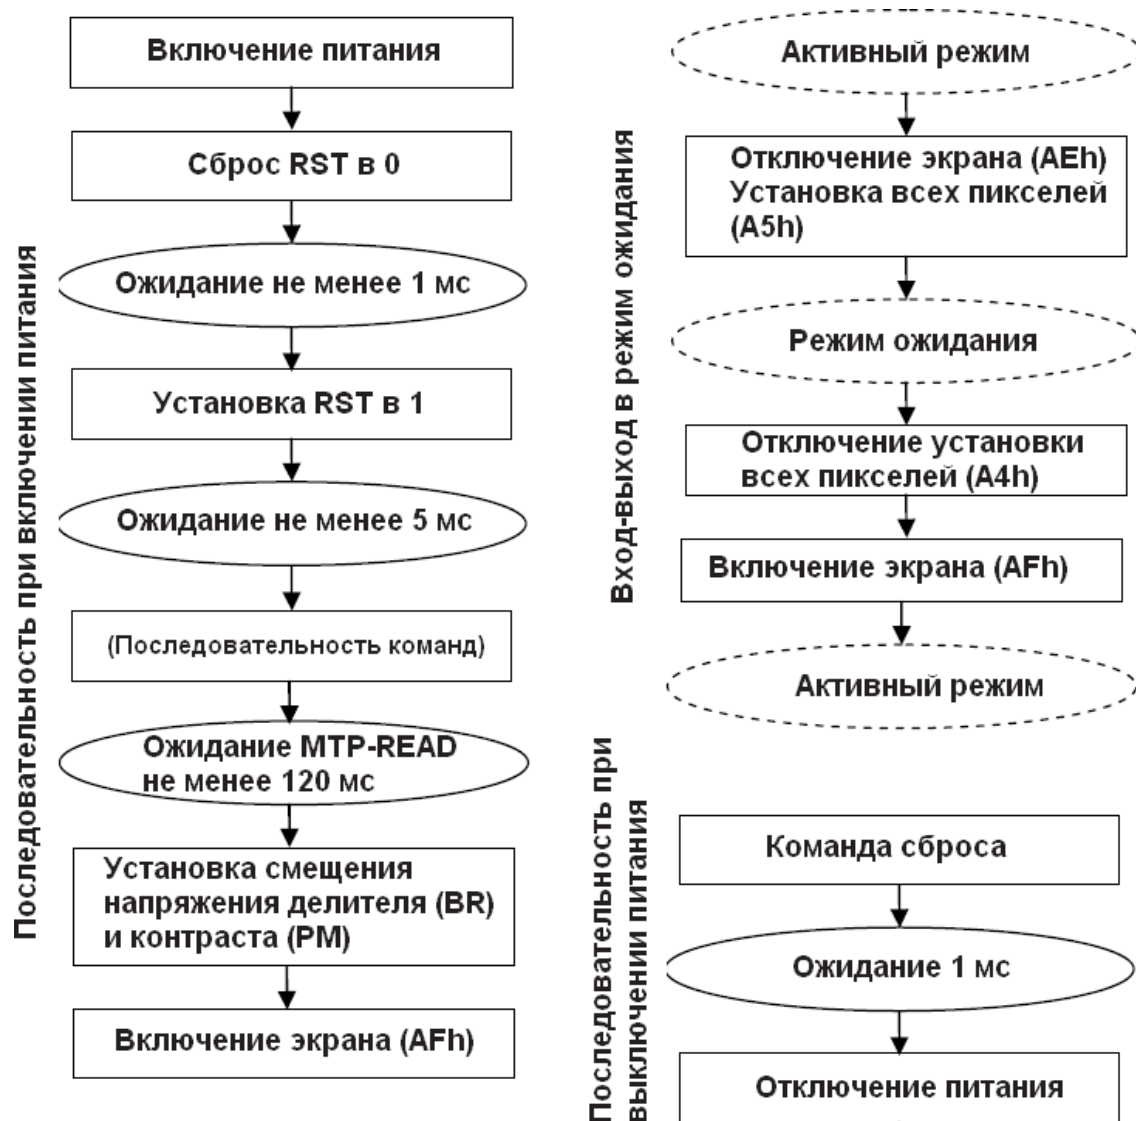 Последовательность при включении питания
Включение питания
Сброс RST в 0
Ожидание не менее 1 мс
Установка RST в 1
Ожидание не менее 5 мс
(Последовательность команд)
Ожидание MTP-READ
не менее 120 мс
Установка смещения
напряжения делителя (BR)
и контраста (PM)
Включение экрана (AFh)
Вход-выход в режим ожидания
Активный режим
Отключение экрана (AEh)
Установка всех пикселей
(A5h)
Режим ожидания
Отключение установки
всех пикселей (A4h)
Включение экрана (AFh)
Активный режим
Последовательность при
выключении питания
Команда сброса
Ожидание 1 мс
Отключение питания